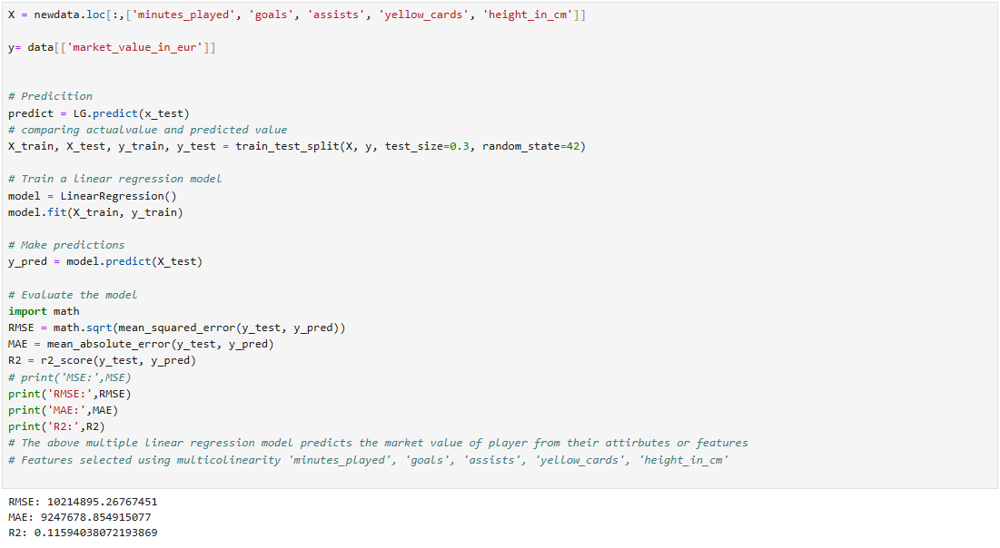 X = newdata.loc[:,['minutes_played', 'goals', 'assists', 'yellow_cards', 'height_in_cm']]
y= data[['market_value_in_eur']]
# Predicition
predict = LG.predict(x_test)
# comparing actualvalue and predicted value
X_train, X_test, y_train, y_test = train_test_split(X, y, test_size=0.3, random_state=42)
# Train a linear regression model
model = LinearRegression()
model.fit(X_train, y_train)
# Make predictions
y_pred = model.predict(X_test)
# Evaluate the model
import math
RMSE = math.sqrt(mean_squared_error(y_test, y_pred))
MAE = mean_absolute_error(y_test, y_pred)
R2 = r2_score(y_test, y_pred)
# print('MSE:',MSE)
print('RMSE:',RMSE)
print('MAE:',MAE)
print('R2:',R2)
# The above multiple linear regression model predicts the market value of player from their attirbutes or features
# Features selected using multicolinearity 'minutes_played', 'goals', 'assists', 'yellow_cards', 'height_in_cm'
RMSE: 10214895.26767451
MAE: 9247678.854915077
R2: 0.11594038072193869